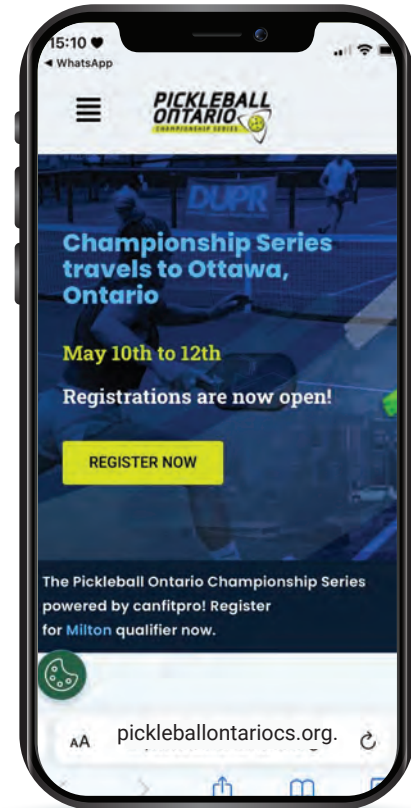 15:10
◀ WhatsApp
PICKLEBALL
ONTARIO
CHAMPIONSHIP SERIES
DUPR
Championship Series
travels to Ottawa,
Ontario
May 10th to 12th
Registrations are now open!
REGISTER NOW
The Pickleball Ontario Championship Series
powered by canfitpro! Register
for Milton qualifier now.
AA pickleballontariocs.org.